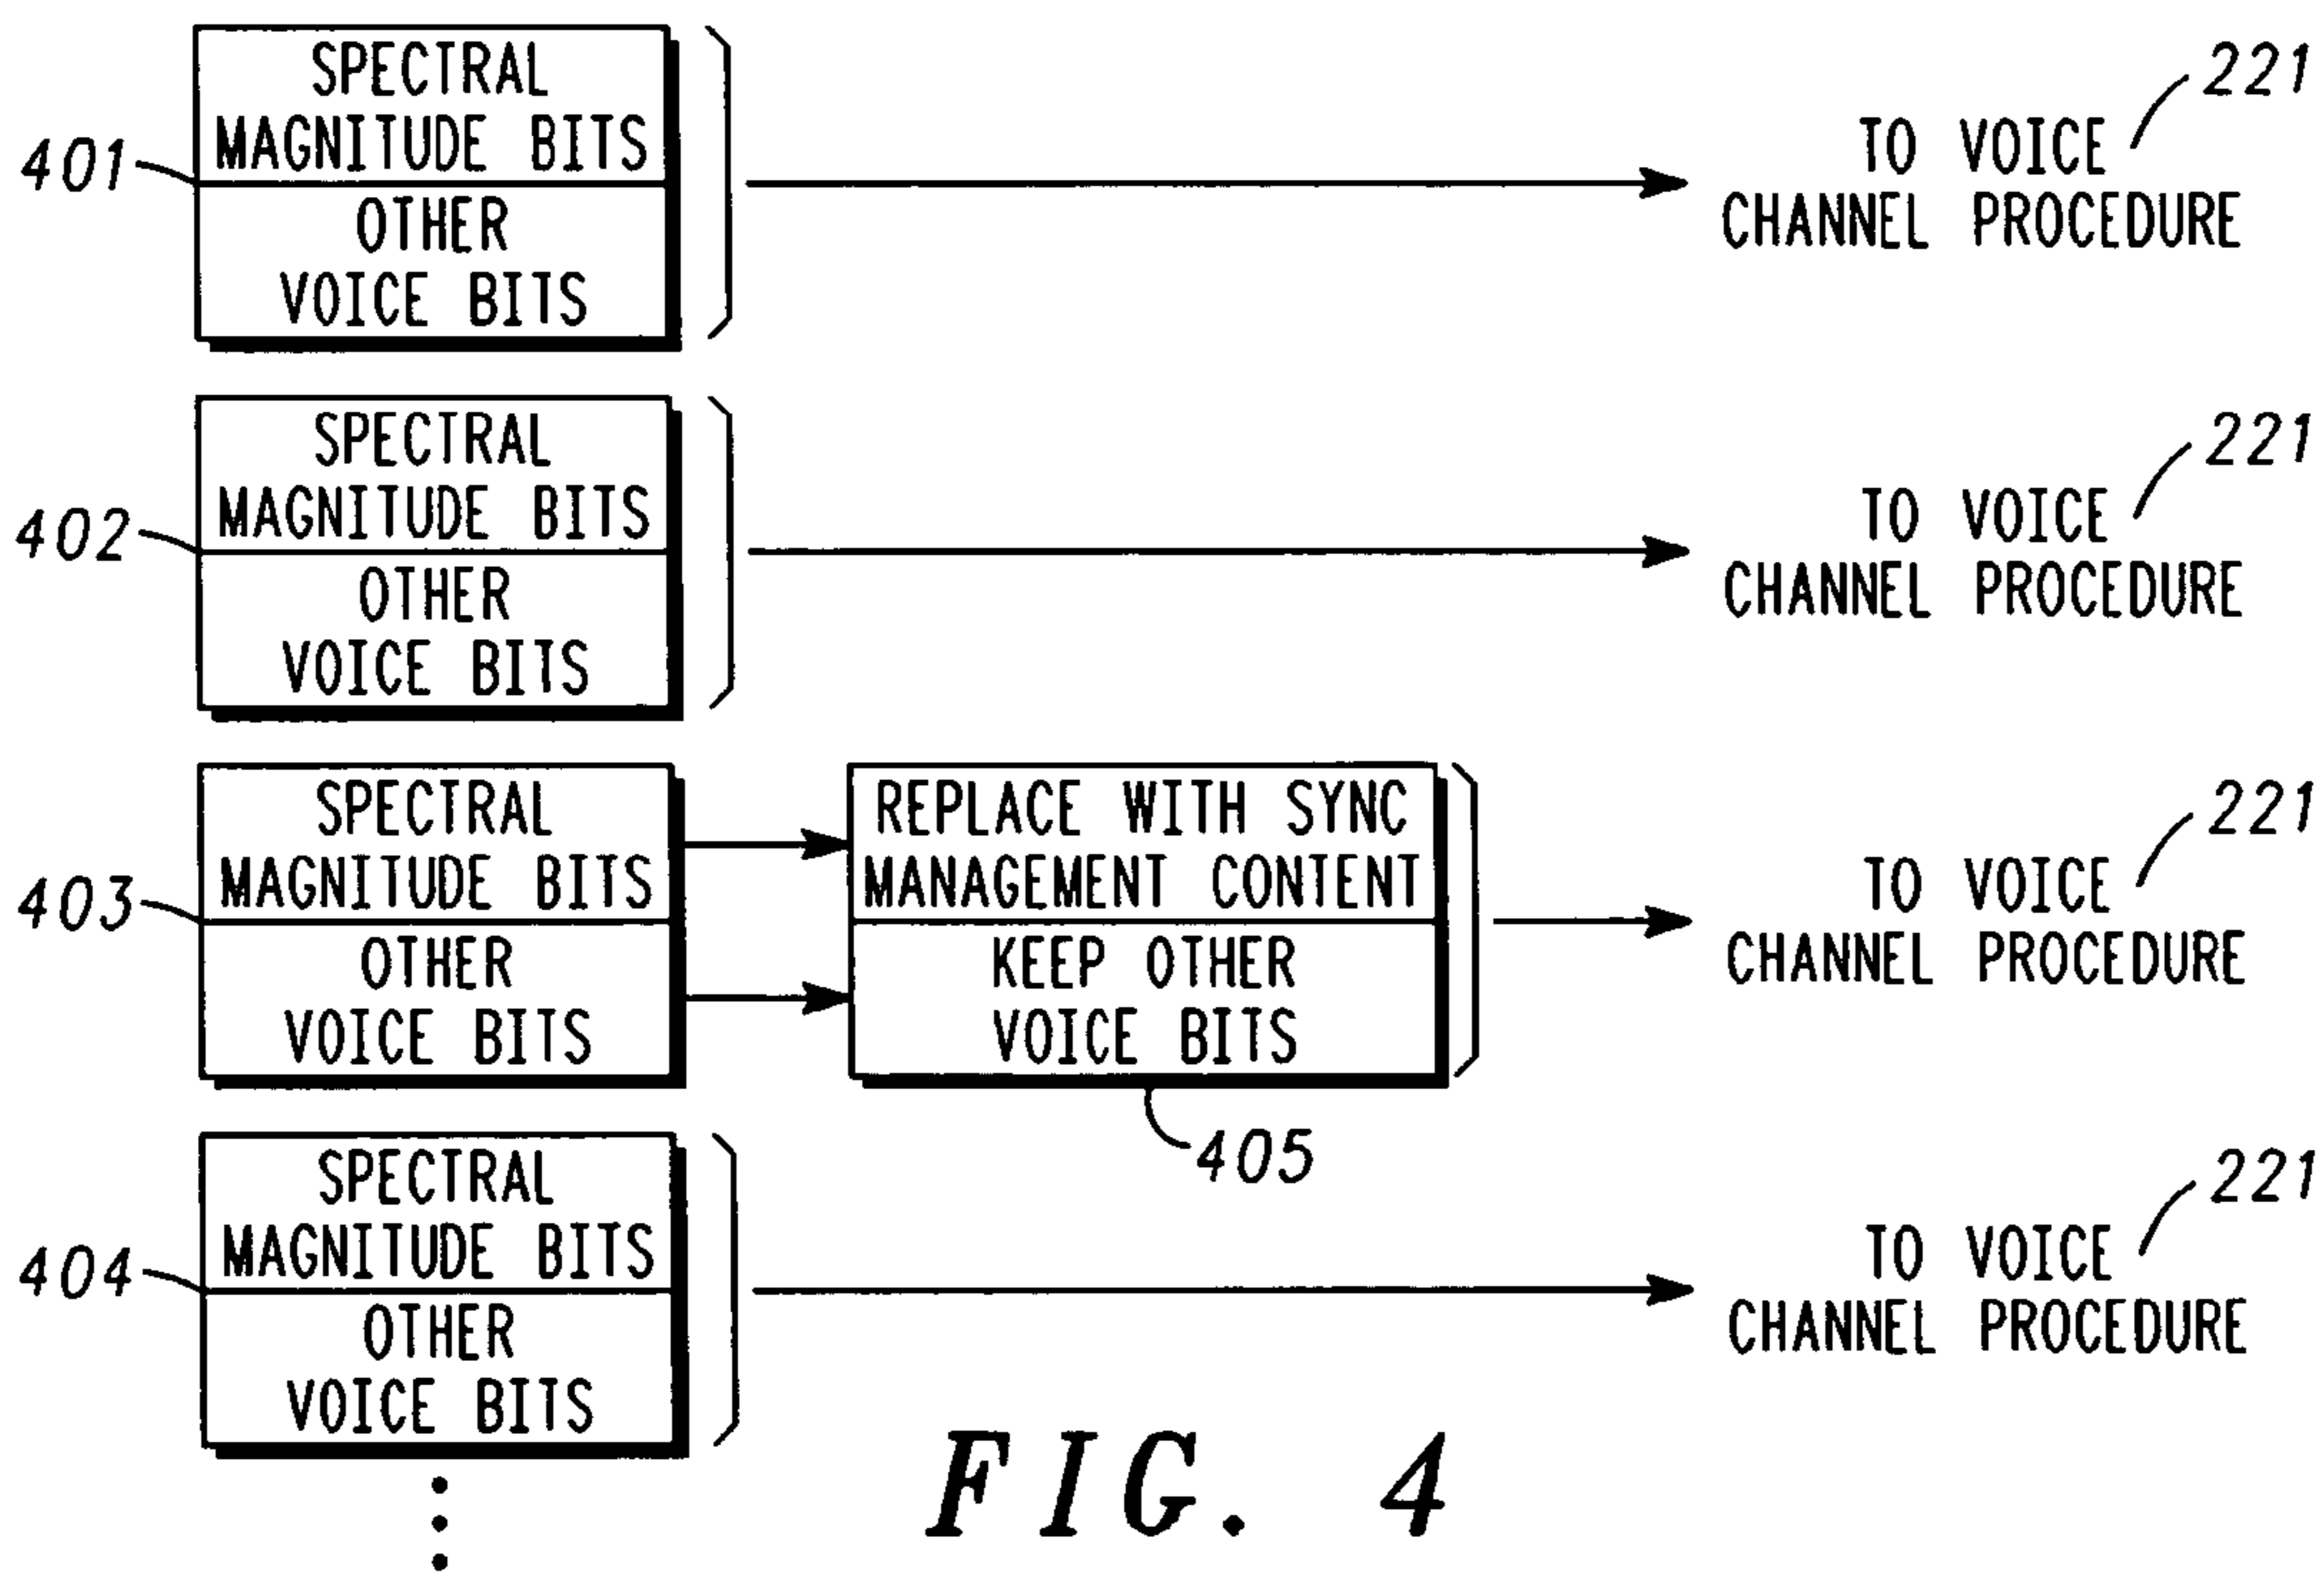 SPECTRAL
MAGNITUDE BITS
401
OTHER
VOICE BITS
221
TO VOICE
CHANNEL PROCEDURE
SPECTRAL
MAGNITUDE BITS
402
OTHER
VOICE BITS
221
TO VOICE
CHANNEL PROCEDURE
SPECTRAL
MAGNITUDE BITS
403
OTHER
VOICE BITS
REPLACE WITH SYNC
MANAGEMENT CONTENT
KEEP OTHER
VOICE BITS
405
221
TO VOICE
CHANNEL PROCEDURE
SPECTRAL
MAGNITUDE BITS
404
OTHER
VOICE BITS
221
TO VOICE
CHANNEL PROCEDURE
FIG. 4